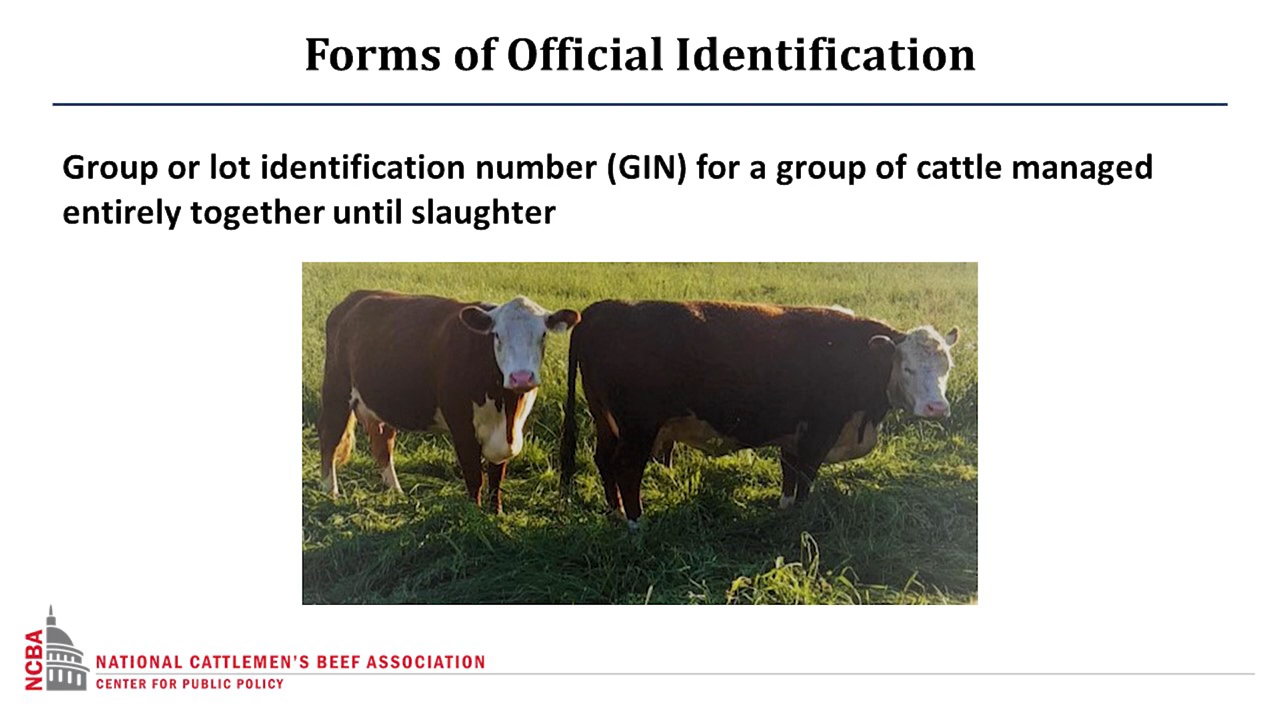 Forms of Official Identification
Group or lot identification number (GIN) for a group of cattle managed
entirely together until slaughter
NCBA
NATIONAL CATTLEMEN'S BEEF ASSOCIATION
CENTER FOR PUBLIC POLICY